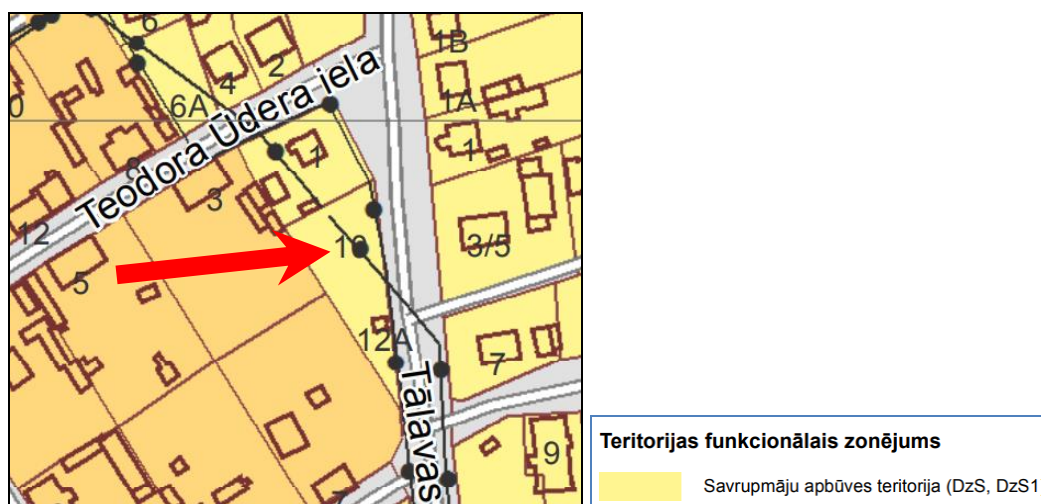 6
1B
4
2
6A
1A
0
Teodora Ūdera iela
1
1
8
3
12
10
3/5
5
12A
7
Tālavas
9
Teritorijas funkcionālais zonējums
Savrupmāju apbūves teritorija (DzS, DzS1